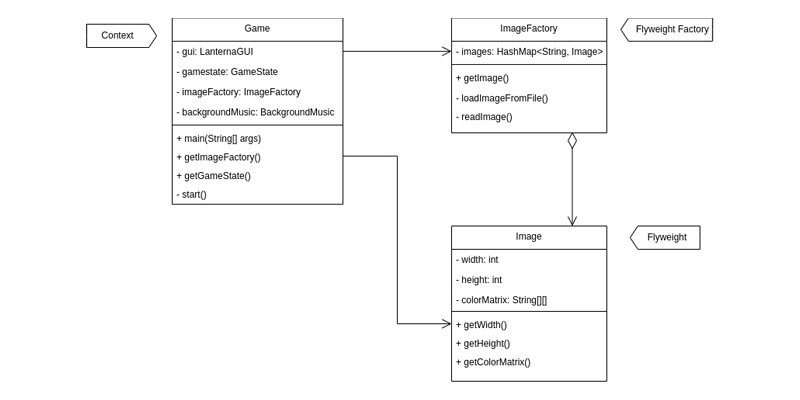 Context
Game
- gui: LanternaGUI
- gamestate: GameState
- imageFactory: ImageFactory
- backgroundMusic: BackgroundMusic
+ main(String[] args)
+ getImageFactory()
+ getGameState()
- start()
ImageFactory
- images: HashMap<String, Image>
+ getImage()
- loadImageFromFile()
- readImage()
Flyweight Factory
Image
- width: int
- height: int
- colorMatrix: String[][]
+ getWidth()
+ getHeight()
+ getColorMatrix()
Flyweight